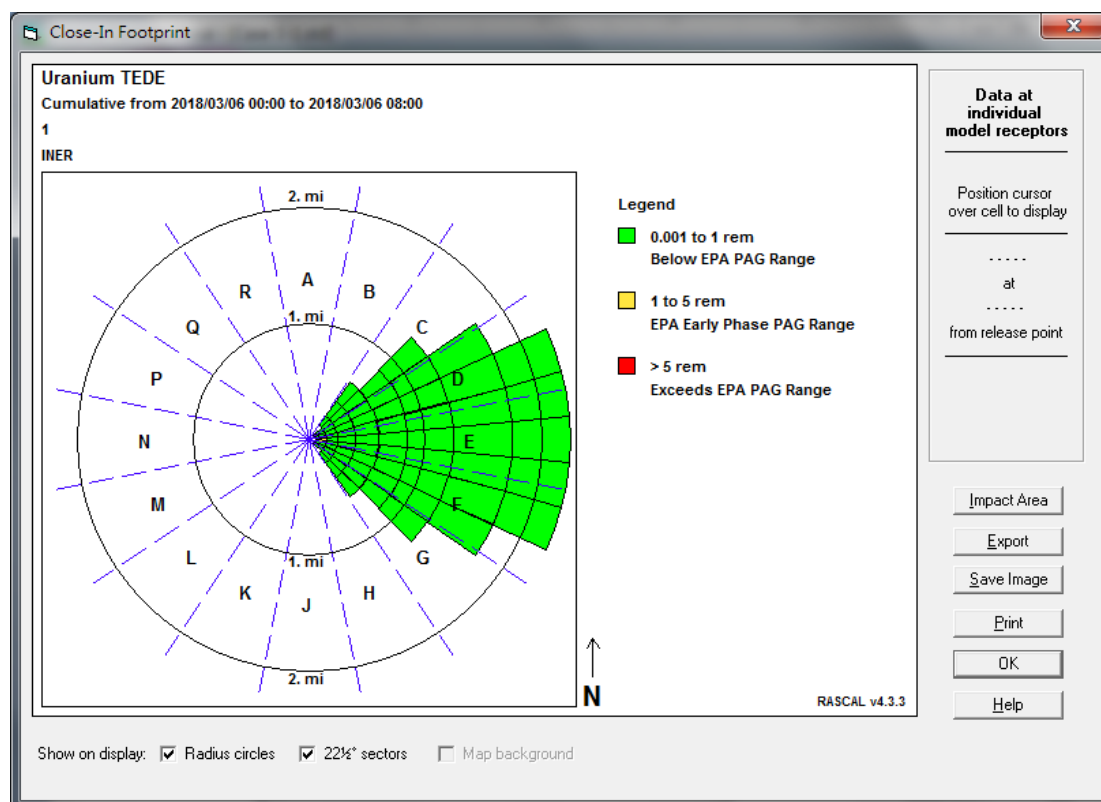 Close-In Footprint
Uranium TEDE
Cumulative from 2018/03/06 00:00 to 2018/03/06 08:00
1
INER
2. mi
R A B
1. mi
Q C
P D
N E
M F
L G
1. mi
K J H
2. mi
N
Legend
0.001 to 1 rem
Below EPA PAG Range
1 to 5 rem
EPA Early Phase PAG Range
> 5 rem
Exceeds EPA PAG Range
RASCAL v4.3.3
Data at
individual
model receptors
Position cursor
over cell to display
- - - - -
at
- - - - -
from release point
Impact Area
Export
Save Image
Print
OK
Help
Show on display: Radius circles 22½° sectors Map background